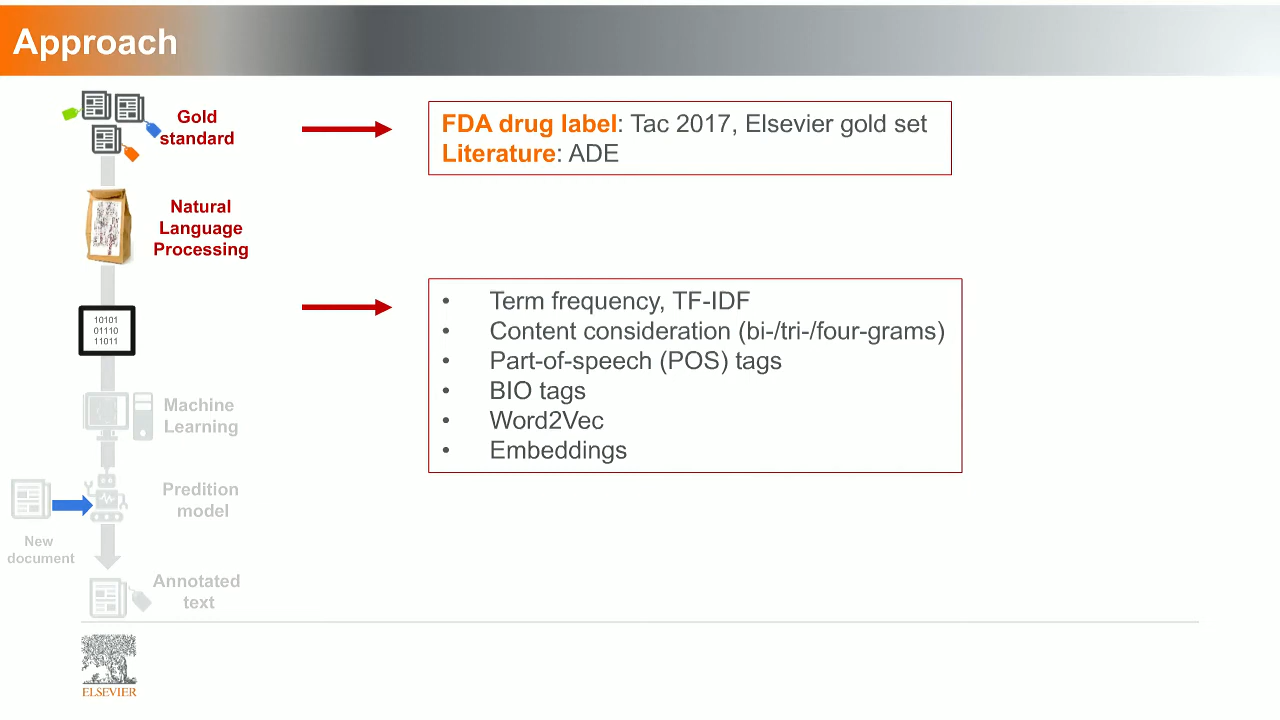 Approach
Gold
standard
FDA drug label: Tac 2017, Elsevier gold set
Literature: ADE
Natural
Language
Processing
• Term frequency, TF-IDF
• Content consideration (bi-/tri-/four-grams)
• Part-of-speech (POS) tags
• BIO tags
• Word2Vec
• Embeddings
10101
01110
11011
Machine
Learning
Predition
model
New
document
Annotated
text
ELSEVIER